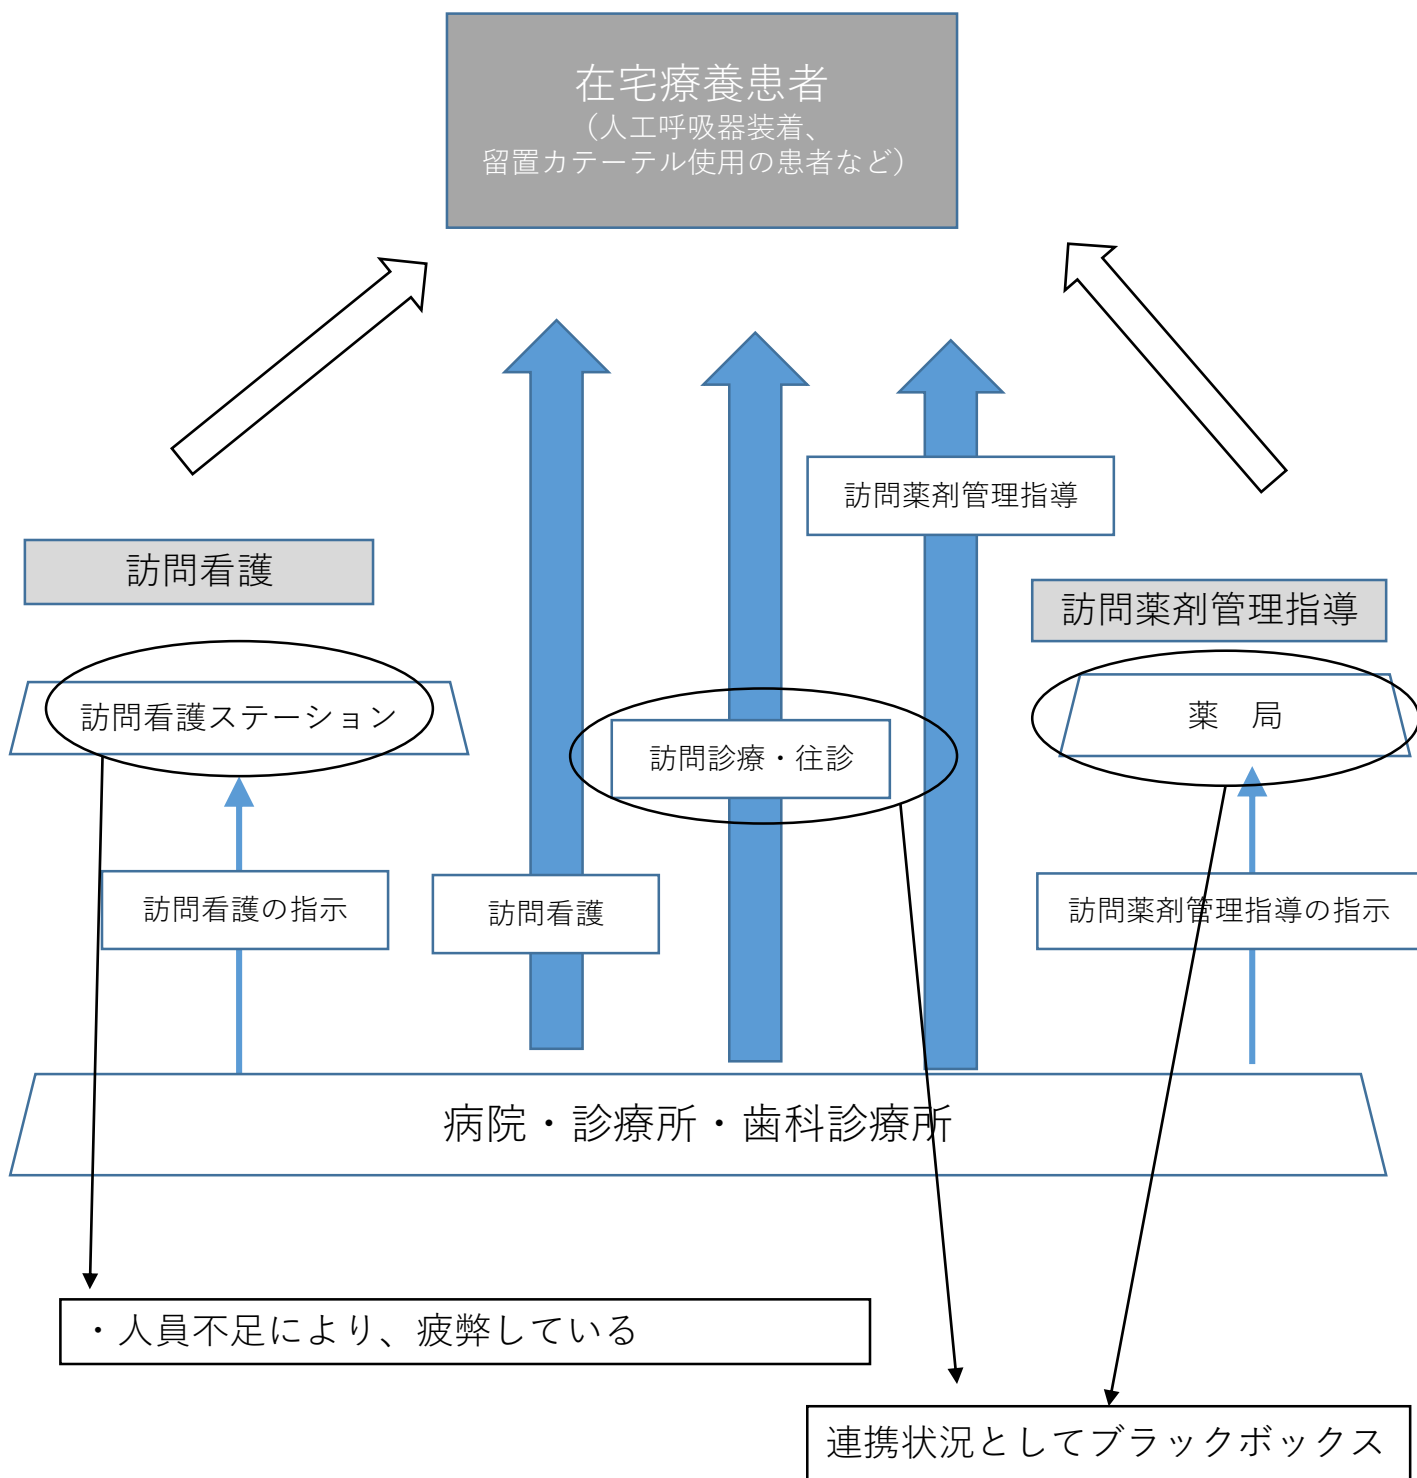 在宅療養患者
（人工呼吸器装着、
留置カテーテル使用の患者など）
訪問薬剤管理指導
訪問看護
訪問薬剤管理指導
訪問看護ステーション
訪問診療・往診
薬　局
訪問看護の指示
訪問看護
訪問薬剤管理指導の指示
病院・診療所・歯科診療所
・人員不足により、疲弊している
連携状況としてブラックボックス